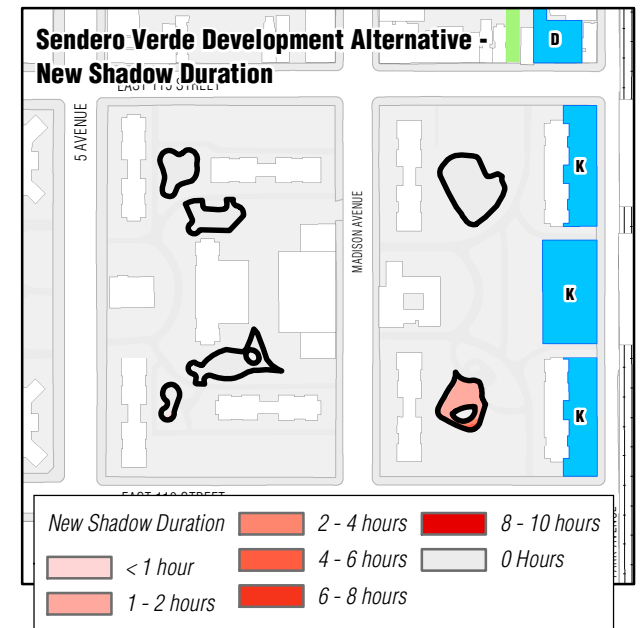 Sendero Verde Development Alternative -
New Shadow Duration
D
5 AVENUE
MADISON AVENUE
K
K
K
New Shadow Duration
< 1 hour
1 - 2 hours
2 - 4 hours
4 - 6 hours
6 - 8 hours
8 - 10 hours
0 Hours